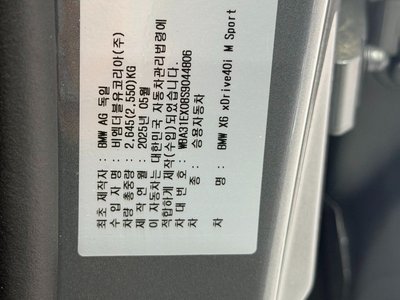 최초 제작자 : BMW AG 독일
수 입 자 명 : 비엠더블유코리아(주)
차량 총중량 : 2,645(2,550)KG
제 작 연 월 : 2025년 05월
이 자동차는 대한민국 자동차관리법령에
적합하게 제작(수입)되었습니다
차 대 번 호 : WBA31EX08S9D44806
차 종 : 승용자동차
차 명 : BMW X6 xDrive40i M Sport